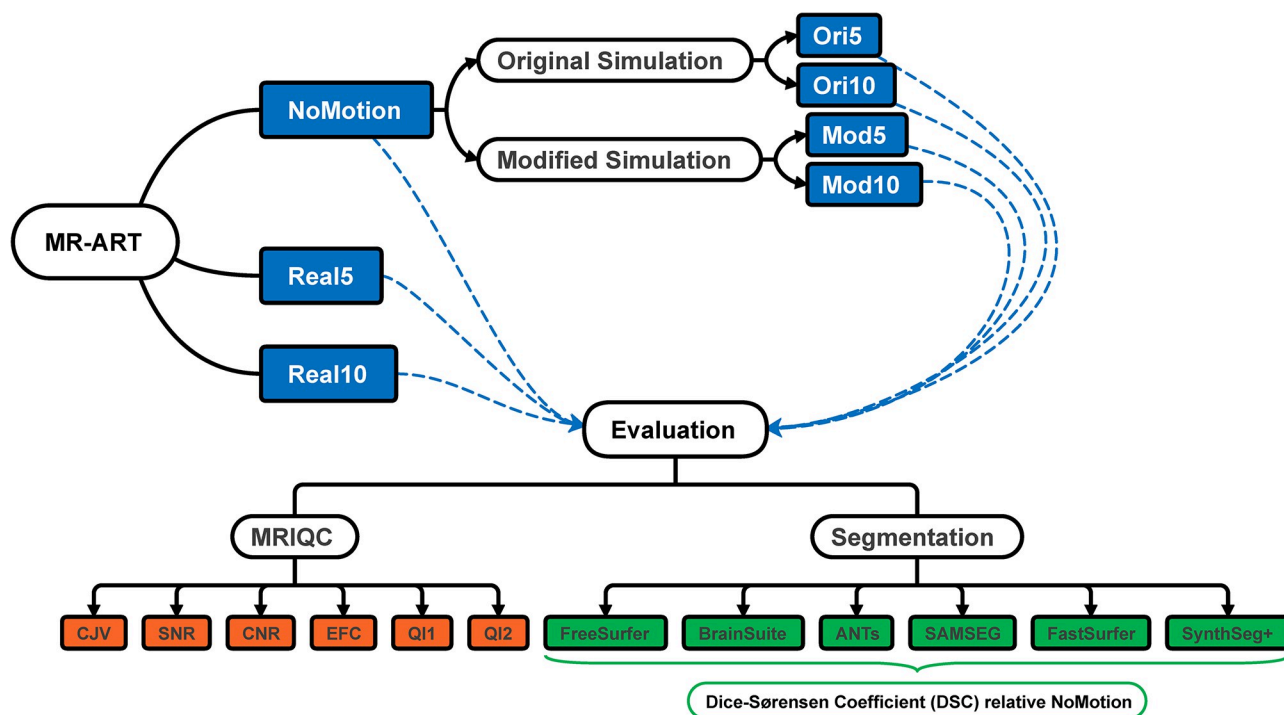 Ori5
Original Simulation
Ori10
NoMotion
Mod5
Modified Simulation
Mod10
MR-ART
Real5
Real10
Evaluation
MRIQC
Segmentation
CJV
SNR
CNR
EFC
QI1
QI2
FreeSurfer
BrainSuite
ANTs
SAMSEG
FastSurfer
SynthSeg+
Dice-Sørensen Coefficient (DSC) relative NoMotion